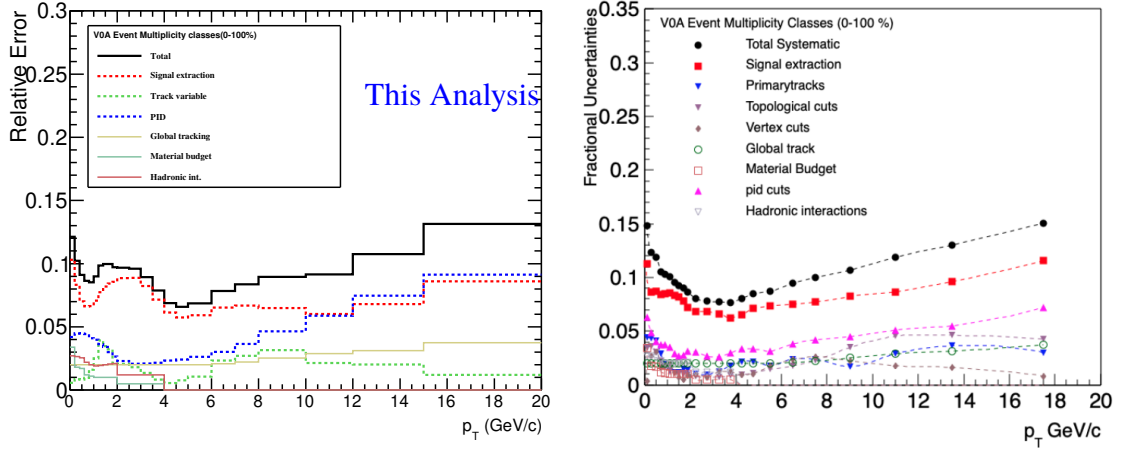 0.3
0.25
0.2
0.15
0.1
0.05
0
Relative Error
V0A Event Multiplicity classes(0-100%)
Total
Signal extraction
Track variable
PID
Global tracking
Material budget
Hadronic int.
This Analysis
0 2 4 6 8 10 12 14 16 18 20
p_T (GeV/c)
0.35
0.3
0.25
0.2
0.15
0.1
0.05
0
Fractional Uncertainties
V0A Event Multiplicity Classes (0-100 %)
Total Systematic
Signal extraction
Primarytracks
Topological cuts
Vertex cuts
Global track
Material Budget
pid cuts
Hadronic interactions
0 2 4 6 8 10 12 14 16 18 20
p_T GeV/c